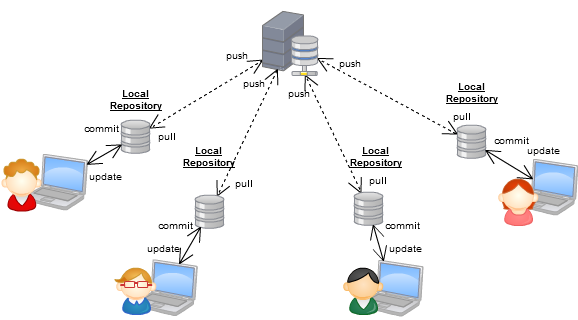 push
push
push
push
Local
Repository
commit
pull
update
Local
Repository
pull
commit
update
Local
Repository
pull
commit
update
Local
Repository
pull
commit
update